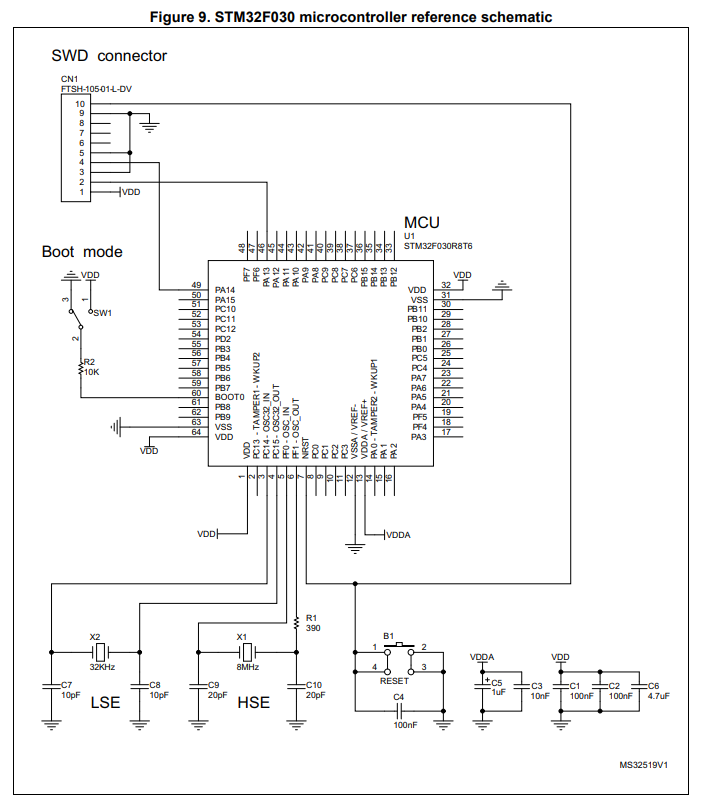 Figure 9. STM32F030 microcontroller reference schematic
SWD connector
CN1
FTSH-105-01-L-DV
10
9
8
7
6
5
4
3
2
1
VDD
Boot mode
VDD
3
1
SW1
2
R2
10K
MCU
U1
STM32F030R8T6
48
47
46
45
44
43
42
41
40
39
38
37
36
35
34
33
PF7
PF6
PA13
PA12
PA11
PA10
PA9
PA8
PC9
PC8
PC7
PC6
PB15
PB14
PB13
PB12
49 PA14
50 PA15
51 PC10
52 PC11
53 PC12
54 PD2
55 PB3
56 PB4
57 PB5
58 PB6
59 PB7
60 BOOT0
61 PB8
62 PB9
63 VSS
64 VDD
VDD
VDD
VDD 32
VSS 31
PB11 30
PB10 29
PB2 28
PB1 27
PB0 26
PC5 25
PC4 24
PA7 23
PA6 22
PA5 21
PA4 20
PF5 19
PF4 18
PA3 17
VDD
PC13 - TAMPER1 - WKUP2
PC14 - OSC32_IN
PC15 - OSC32_OUT
PF0 - OSC_IN
PF1 - OSC_OUT
NRST
PC0
PC1
PC2
PC3
VSSA / VREF-
VDDA / VREF+
PA0 - TAMPER2 - WKUP1
PA1
PA2
1
2
3
4
5
6
7
8
9
10
11
12
13
14
15
16
VDD
VDDA
R1
390
X2
32KHz
C7
10pF
C8
10pF
LSE
X1
8MHz
C9
20pF
C10
20pF
HSE
B1
1
2
4
3
RESET
C4
100nF
VDDA
+
C5
1uF
C3
10nF
VDD
C1
100nF
C2
100nF
C6
4.7uF
MS32519V1